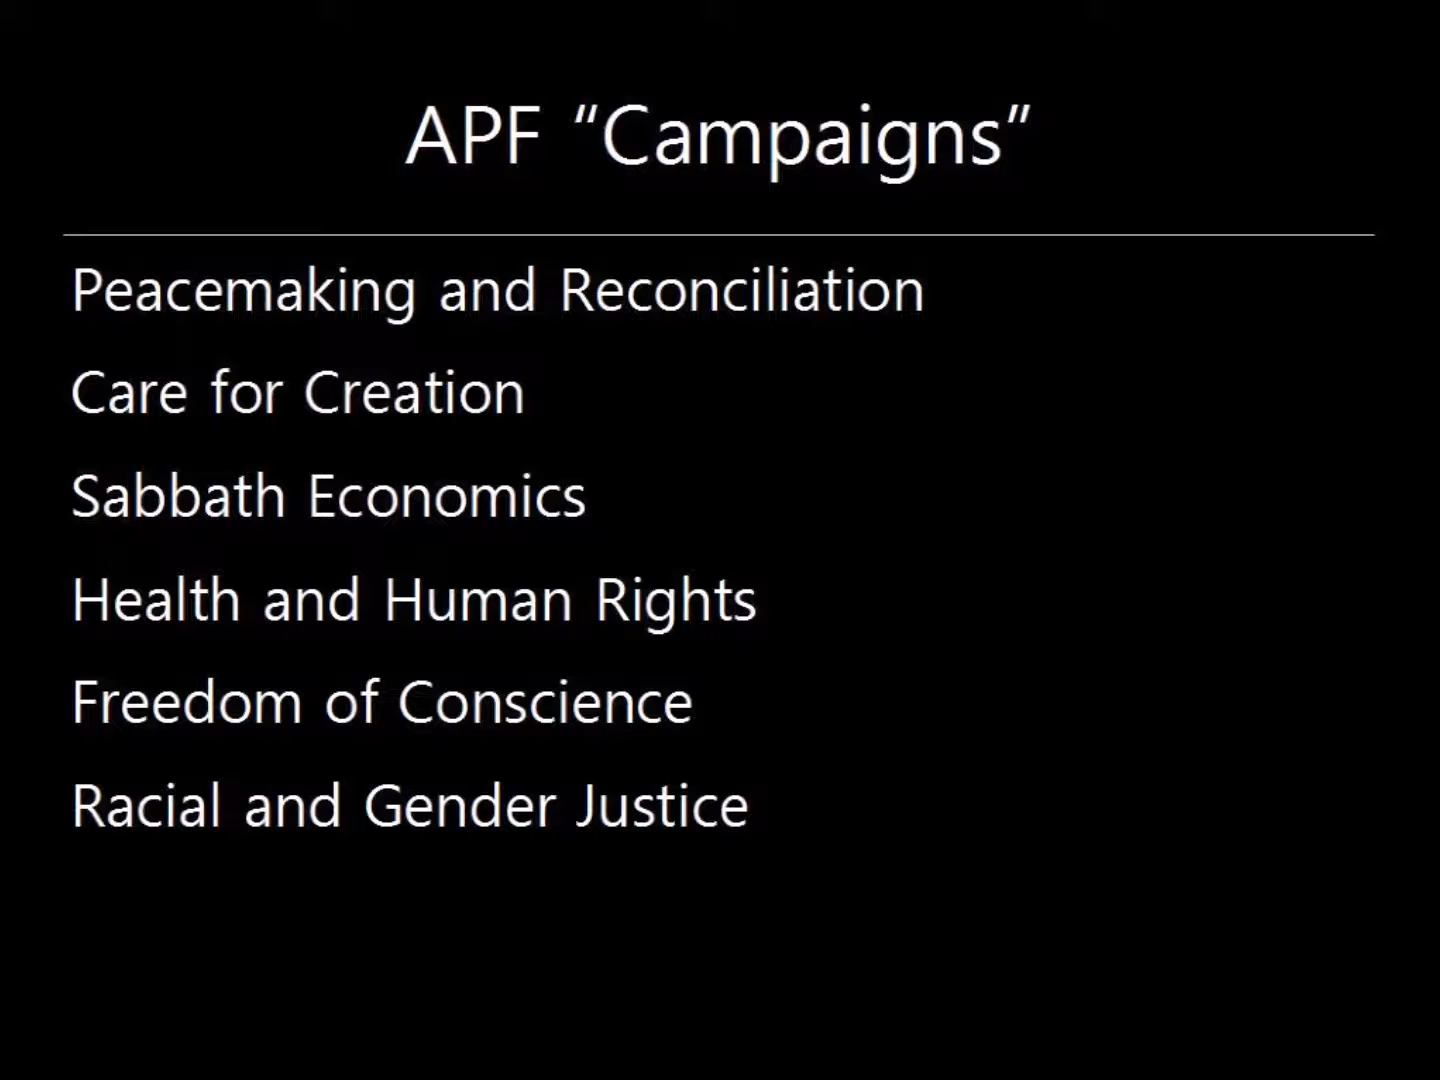 APF “Campaigns”
Peacemaking and Reconciliation
Care for Creation
Sabbath Economics
Health and Human Rights
Freedom of Conscience
Racial and Gender Justice